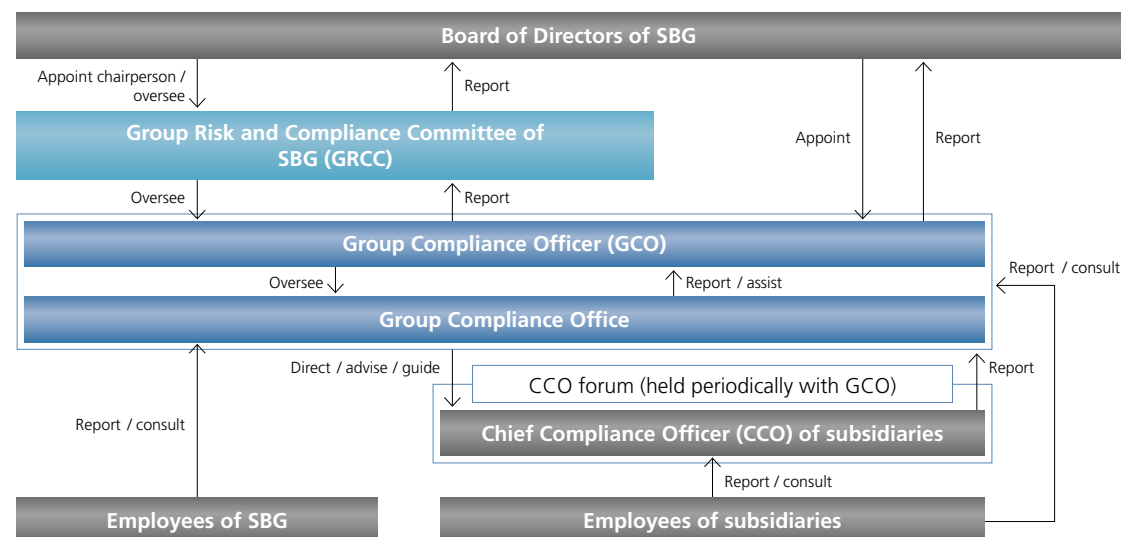 Board of Directors of SBG
Appoint chairperson /
oversee
Report
Appoint
Report
Group Risk and Compliance Committee of
SBG (GRCC)
Oversee
Report
Group Compliance Officer (GCO)
Report / consult
Oversee
Report / assist
Group Compliance Office
Direct / advise / guide
Report
CCO forum (held periodically with GCO)
Report / consult
Chief Compliance Officer (CCO) of subsidiaries
Report / consult
Employees of SBG
Employees of subsidiaries